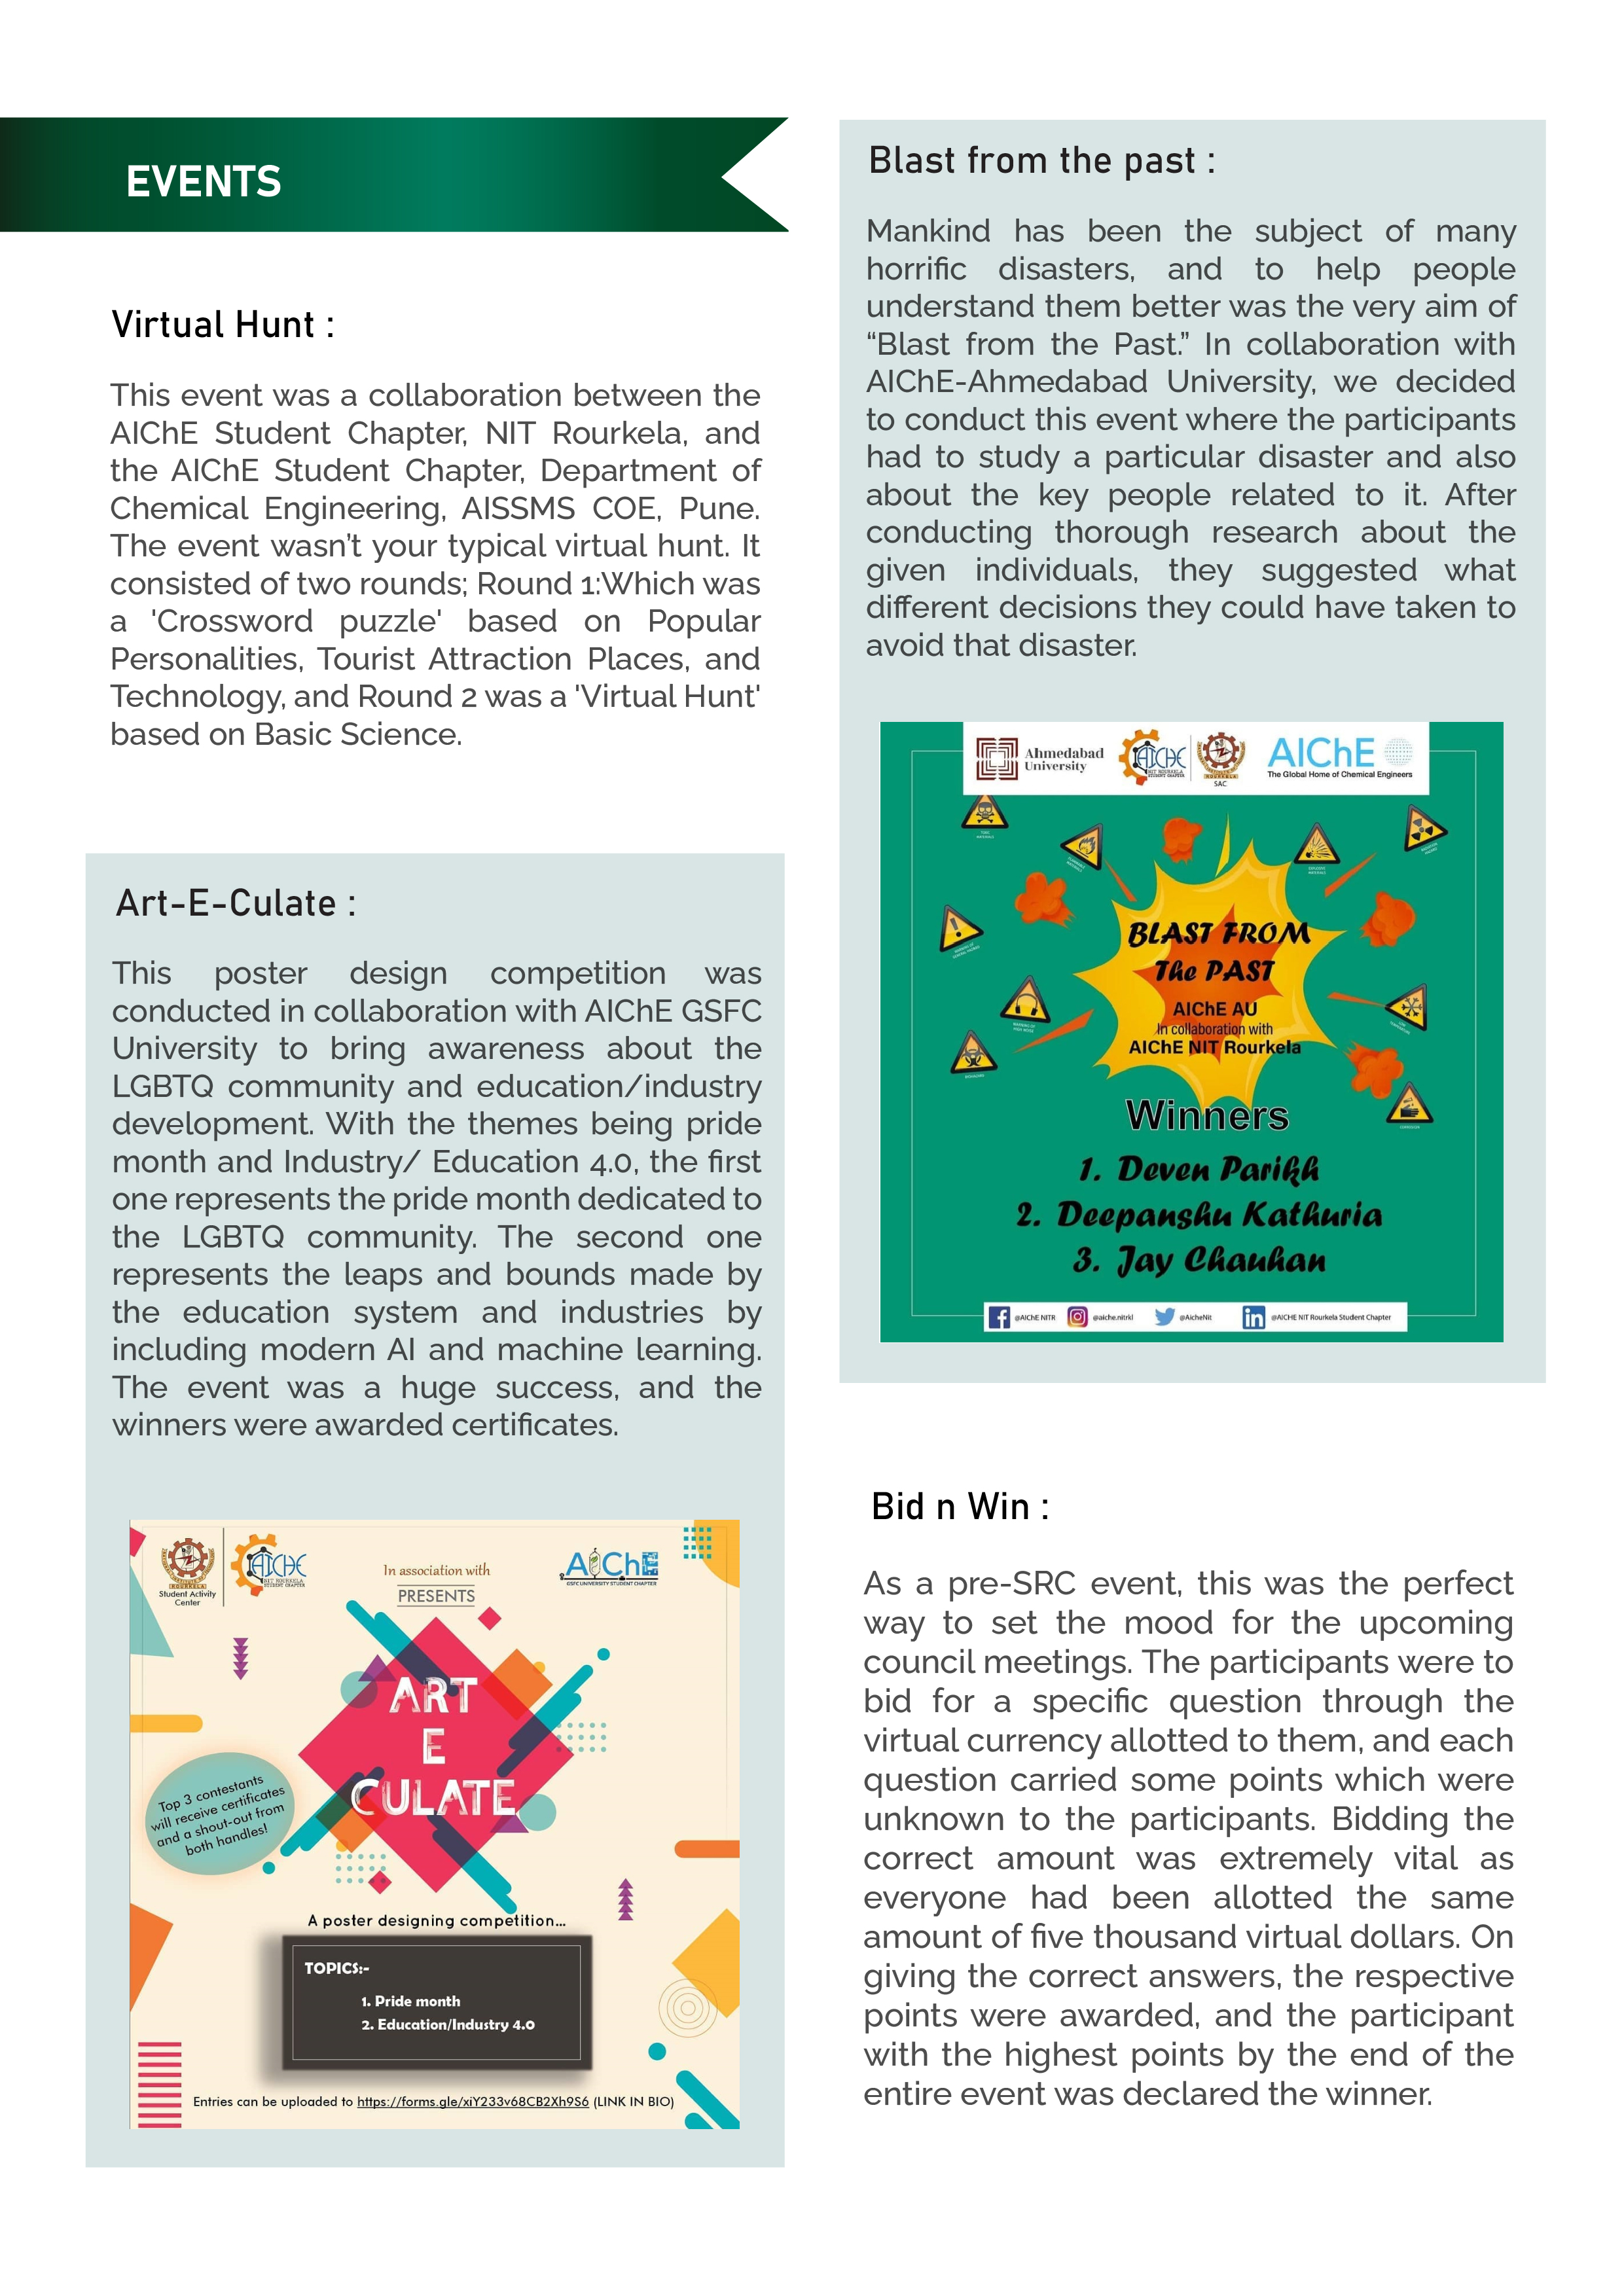 EVENTS
Virtual Hunt :
This event was a collaboration between the
AIChE Student Chapter, NIT Rourkela, and
the AIChE Student Chapter, Department of
Chemical Engineering, AISSMS COE, Pune.
The event wasn't your typical virtual hunt. It
consisted of two rounds; Round 1:Which was
a 'Crossword puzzle' based on Popular
Personalities, Tourist Attraction Places, and
Technology, and Round 2 was a 'Virtual Hunt'
based on Basic Science.
Art-E-Culate :
This poster design competition was
conducted in collaboration with AIChE GSFC
University to bring awareness about the
LGBTQ community and education/industry
development. With the themes being pride
month and Industry/ Education 4.0, the first
one represents the pride month dedicated to
the LGBTQ community. The second one
represents the leaps and bounds made by
the education system and industries by
including modern AI and machine learning.
The event was a huge success, and the
winners were awarded certificates.
Student Activity
Center
AICHE
NIT ROURKELA
STUDENT CHAPTER
In association with
PRESENTS
AIChE
GSFC UNIVERSITY STUDENT CHAPTER
ART
E
CULATE
Top 3 contestants
will receive certificates
and a shout-out from
both handles!
A poster designing competition...
TOPICS:-
1. Pride month
2. Education/Industry 4.0
Entries can be uploaded to https://forms.gle/xiY233v68CB2Xh9S6 (LINK IN BIO)
Blast from the past :
Mankind has been the subject of many
horrific disasters, and to help people
understand them better was the very aim of
“Blast from the Past.” In collaboration with
AIChE-Ahmedabad University, we decided
to conduct this event where the participants
had to study a particular disaster and also
about the key people related to it. After
conducting thorough research about the
given individuals, they suggested what
different decisions they could have taken to
avoid that disaster.
Ahmedabad
University
AICHE
NIT ROURKELA
STUDENT CHAPTER
ROURKELA
SAC
AIChE
The Global Home of Chemical Engineers
BLAST FROM
The PAST
AIChE AU
In collaboration with
AIChE NIT Rourkela
Winners
1. Deven Parikh
2. Deepanshu Kathuria
3. Jay Chauhan
@AIChE NITR
@aiche.nitrkl
@AicheNit
@AICHE NIT Rourkela Student Chapter
Bid n Win :
As a pre-SRC event, this was the perfect
way to set the mood for the upcoming
council meetings. The participants were to
bid for a specific question through the
virtual currency allotted to them, and each
question carried some points which were
unknown to the participants. Bidding the
correct amount was extremely vital as
everyone had been allotted the same
amount of five thousand virtual dollars. On
giving the correct answers, the respective
points were awarded, and the participant
with the highest points by the end of the
entire event was declared the winner.